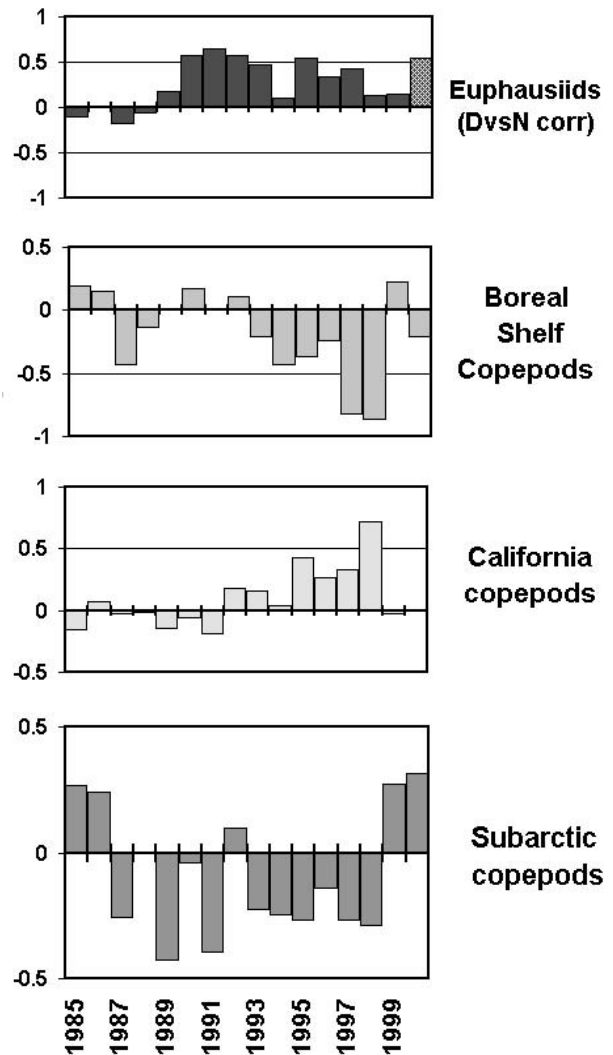 1
0.5
0
-0.5
-1
Euphausiids
(DvsN corr)
0.5
0
-0.5
-1
Boreal
Shelf
Copepods
1
0.5
0
-0.5
California
copepods
0.5
0
-0.5
Subarctic
copepods
1985
1987
1989
1991
1993
1995
1997
1999